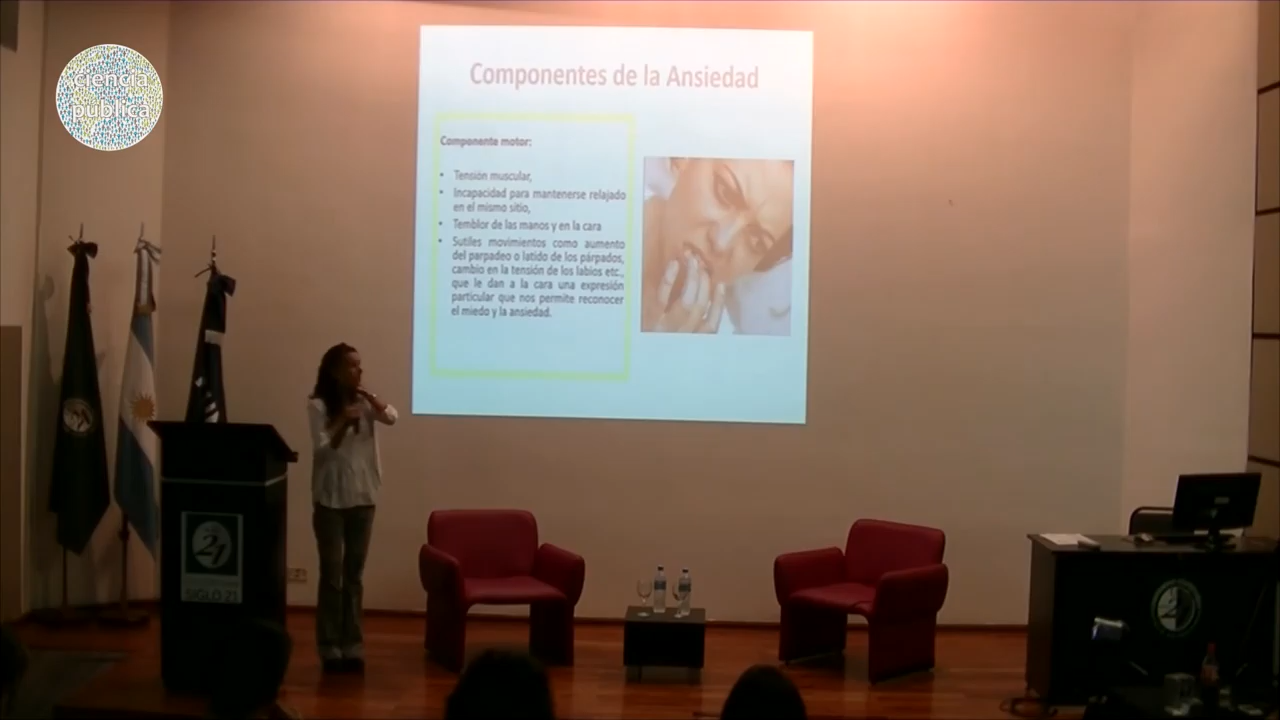 ciencia
pública
Componentes de la Ansiedad
Componente motor:
• Tensión muscular,
• Incapacidad para mantenerse relajado
en el mismo sitio,
• Temblor de las manos y en la cara
• Sutiles movimientos como aumento
del parpadeo o latido de los párpados,
cambio en la tensión de los labios etc.,
que le dan a la cara una expresión
particular que nos permite reconocer
el miedo y la ansiedad.
21
SIGLO 21